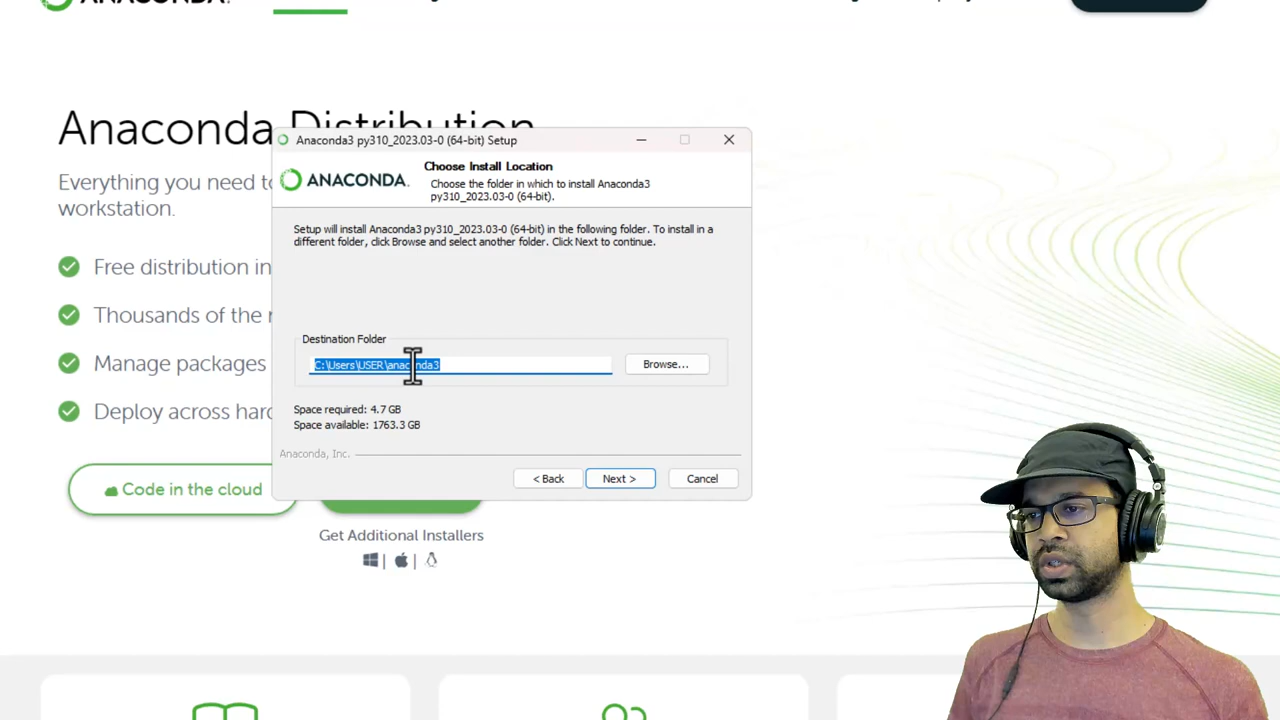 ANACONDA.
Anaconda Distribution
Anaconda3 py310_2023.03-0 (64-bit) Setup
ANACONDA.
Choose Install Location
Choose the folder in which to install Anaconda3
py310_2023.03-0 (64-bit).
Everything you need to
workstation.
Setup will install Anaconda3 py310_2023.03-0 (64-bit) in the following folder. To install in a
different folder, click Browse and select another folder. Click Next to continue.
Free distribution in
Thousands of the
Manage packages
Deploy across hard
Destination Folder
C:\Users\USER\anaconda3
Browse...
Space required: 4.7 GB
Space available: 1763.3 GB
Anaconda, Inc.
< Back
Next >
Cancel
Code in the cloud
Get Additional Installers